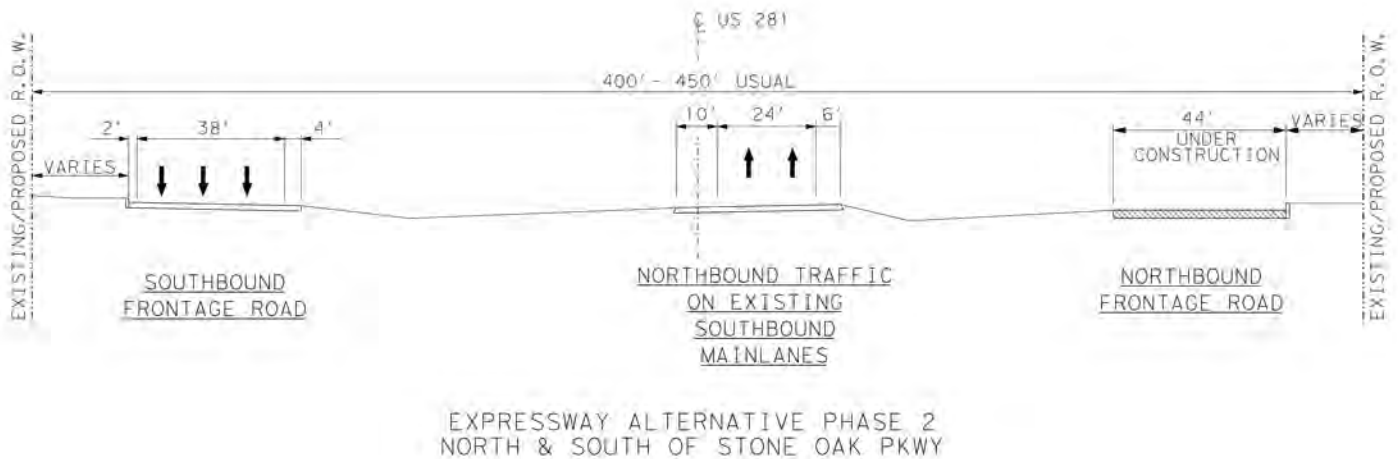 ℄ US 281
400' - 450' USUAL
2' 38' 4' 10' 24' 6' 44' VARIES
UNDER
CONSTRUCTION
VARIES
EXISTING/PROPOSED R.O.W.
EXISTING/PROPOSED R.O.W.
SOUTHBOUND
FRONTAGE ROAD
NORTHBOUND TRAFFIC
ON EXISTING
SOUTHBOUND
MAINLANES
NORTHBOUND
FRONTAGE ROAD
EXPRESSWAY ALTERNATIVE PHASE 2
NORTH & SOUTH OF STONE OAK PKWY